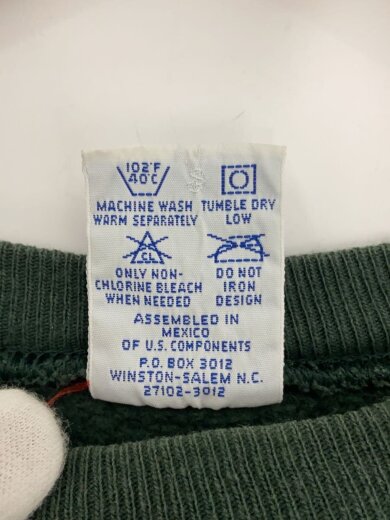 102°F
40°C
MACHINE WASH
WARM SEPARATELY
TUMBLE DRY
LOW
CL
ONLY NON-
CHLORINE BLEACH
WHEN NEEDED
DO NOT
IRON
DESIGN
ASSEMBLED IN
MEXICO
OF U.S. COMPONENTS
P.O. BOX 3012
WINSTON-SALEM N.C.
27102-3012